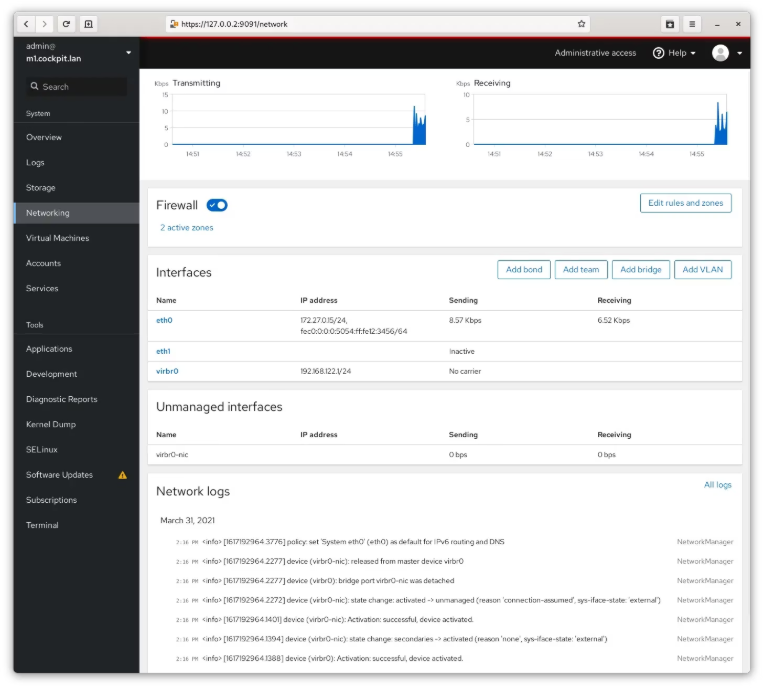 https://127.0.0.2:9091/network
admin@
m1.cockpit.lan
Administrative access
Help
Search
System
Overview
Logs
Storage
Networking
Virtual Machines
Accounts
Services
Tools
Applications
Development
Diagnostic Reports
Kernel Dump
SELinux
Software Updates
Subscriptions
Terminal
Kbps Transmitting
15
10
5
0
14:51 14:52 14:53 14:54 14:55
Kbps Receiving
10
5
0
14:51 14:52 14:53 14:54 14:55
Firewall
Edit rules and zones
2 active zones
Interfaces
Add bond Add team Add bridge Add VLAN
Name IP address Sending Receiving
eth0 172.27.0.15/24, 8.57 Kbps 6.52 Kbps
fec0:0:0:0:5054:ff:fe12:3456/64
eth1 Inactive
virbr0 192.168.122.1/24 No carrier
Unmanaged interfaces
Name IP address Sending Receiving
virbr0-nic 0 bps 0 bps
Network logs
All logs
March 31, 2021
2:16 PM <info> [1617192964.3776] policy: set 'System eth0' (eth0) as default for IPv6 routing and DNS NetworkManager
2:16 PM <info> [1617192964.2277] device (virbr0-nic): released from master device virbr0 NetworkManager
2:16 PM <info> [1617192964.2277] device (virbr0): bridge port virbr0-nic was detached NetworkManager
2:16 PM <info> [1617192964.2272] device (virbr0-nic): state change: activated -> unmanaged (reason 'connection-assumed', sys-iface-state: 'external') NetworkManager
2:16 PM <info> [1617192964.1401] device (virbr0-nic): Activation: successful, device activated. NetworkManager
2:16 PM <info> [1617192964.1394] device (virbr0-nic): state change: secondaries -> activated (reason 'none', sys-iface-state: 'external') NetworkManager
2:16 PM <info> [1617192964.1388] device (virbr0): Activation: successful, device activated. NetworkManager